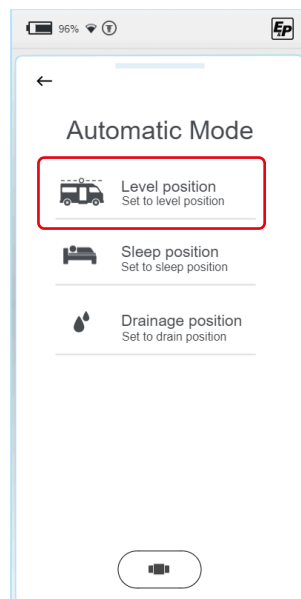 96%
EP
Automatic Mode
Level position
Set to level position
Sleep position
Set to sleep position
Drainage position
Set to drain position